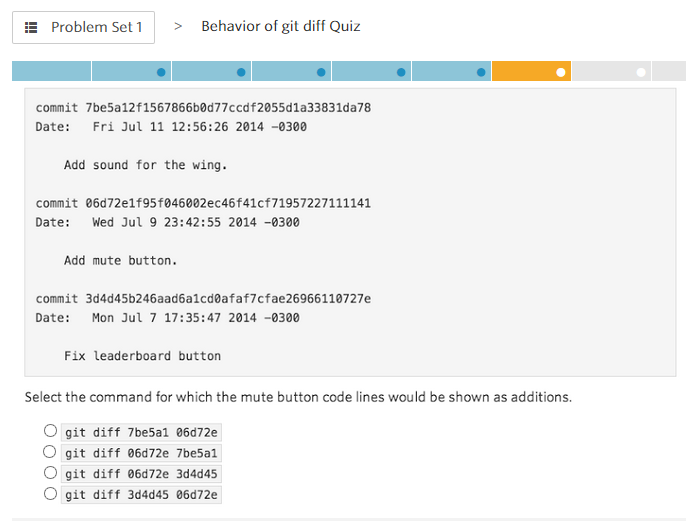 Problem Set 1 > Behavior of git diff Quiz
commit 7be5a12f1567866b0d77ccdf2055d1a33831da78
Date: Fri Jul 11 12:56:26 2014 -0300
Add sound for the wing.
commit 06d72e1f95f046002ec46f41cf71957227111141
Date: Wed Jul 9 23:42:55 2014 -0300
Add mute button.
commit 3d4d45b246aad6a1cd0afaf7cfae26966110727e
Date: Mon Jul 7 17:35:47 2014 -0300
Fix leaderboard button
Select the command for which the mute button code lines would be shown as additions.
git diff 7be5a1 06d72e
git diff 06d72e 7be5a1
git diff 06d72e 3d4d45
git diff 3d4d45 06d72e